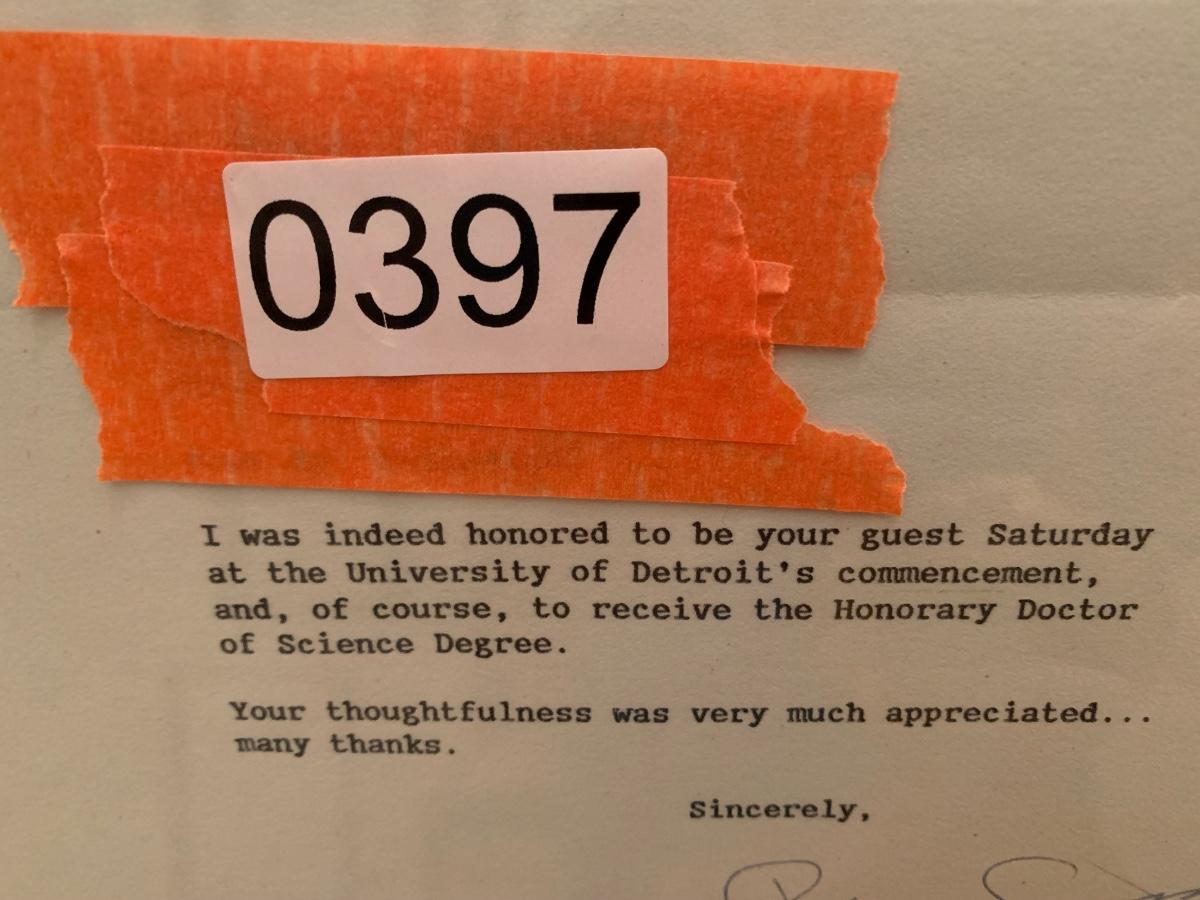 0397
I was indeed honored to be your guest Saturday
at the University of Detroit's commencement,
and, of course, to receive the Honorary Doctor
of Science Degree.
Your thoughtfulness was very much appreciated...
many thanks.
Sincerely,